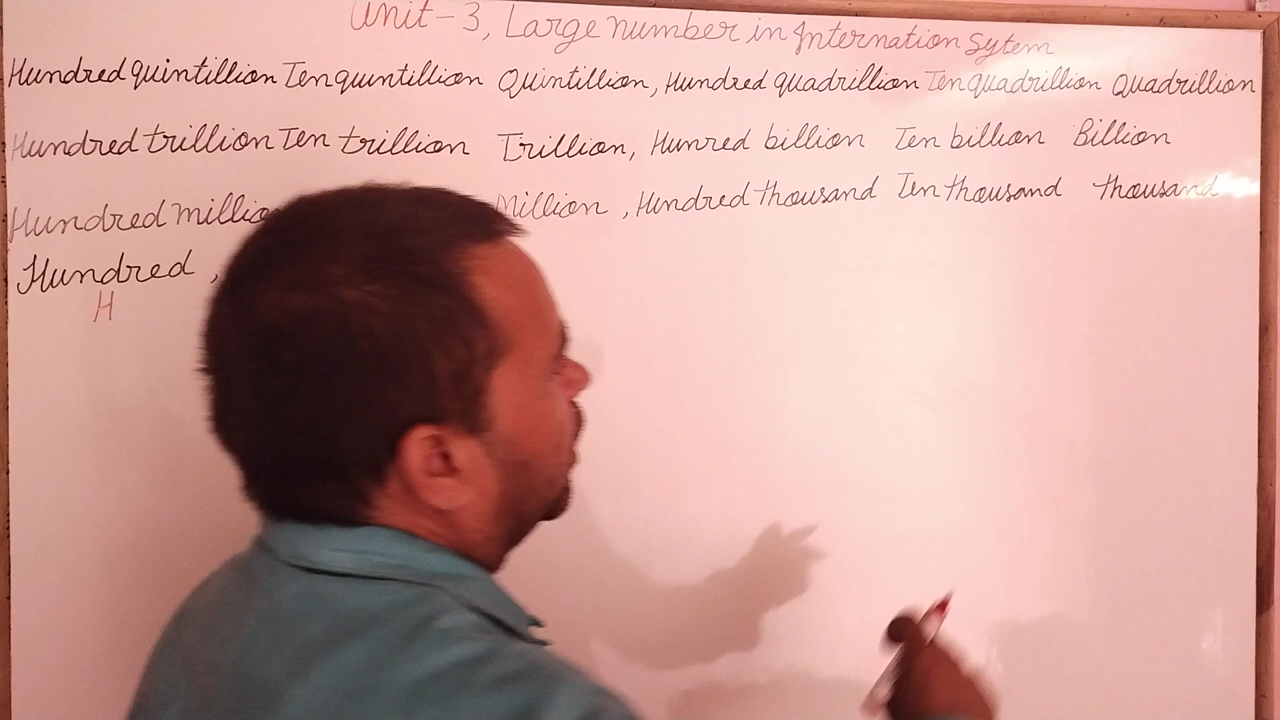 Unit-3, Large number in Internation Sytem
Hundred quintillion Ten quintillion Quintillion, Hundred quadrillion Ten quadrillion Quadrillion
Hundred trillion Ten trillion Trillion, Hunred billion Ten billion Billion
Hundred Million , Hundred thousand Ten thousand thousand
Hundred ,
H